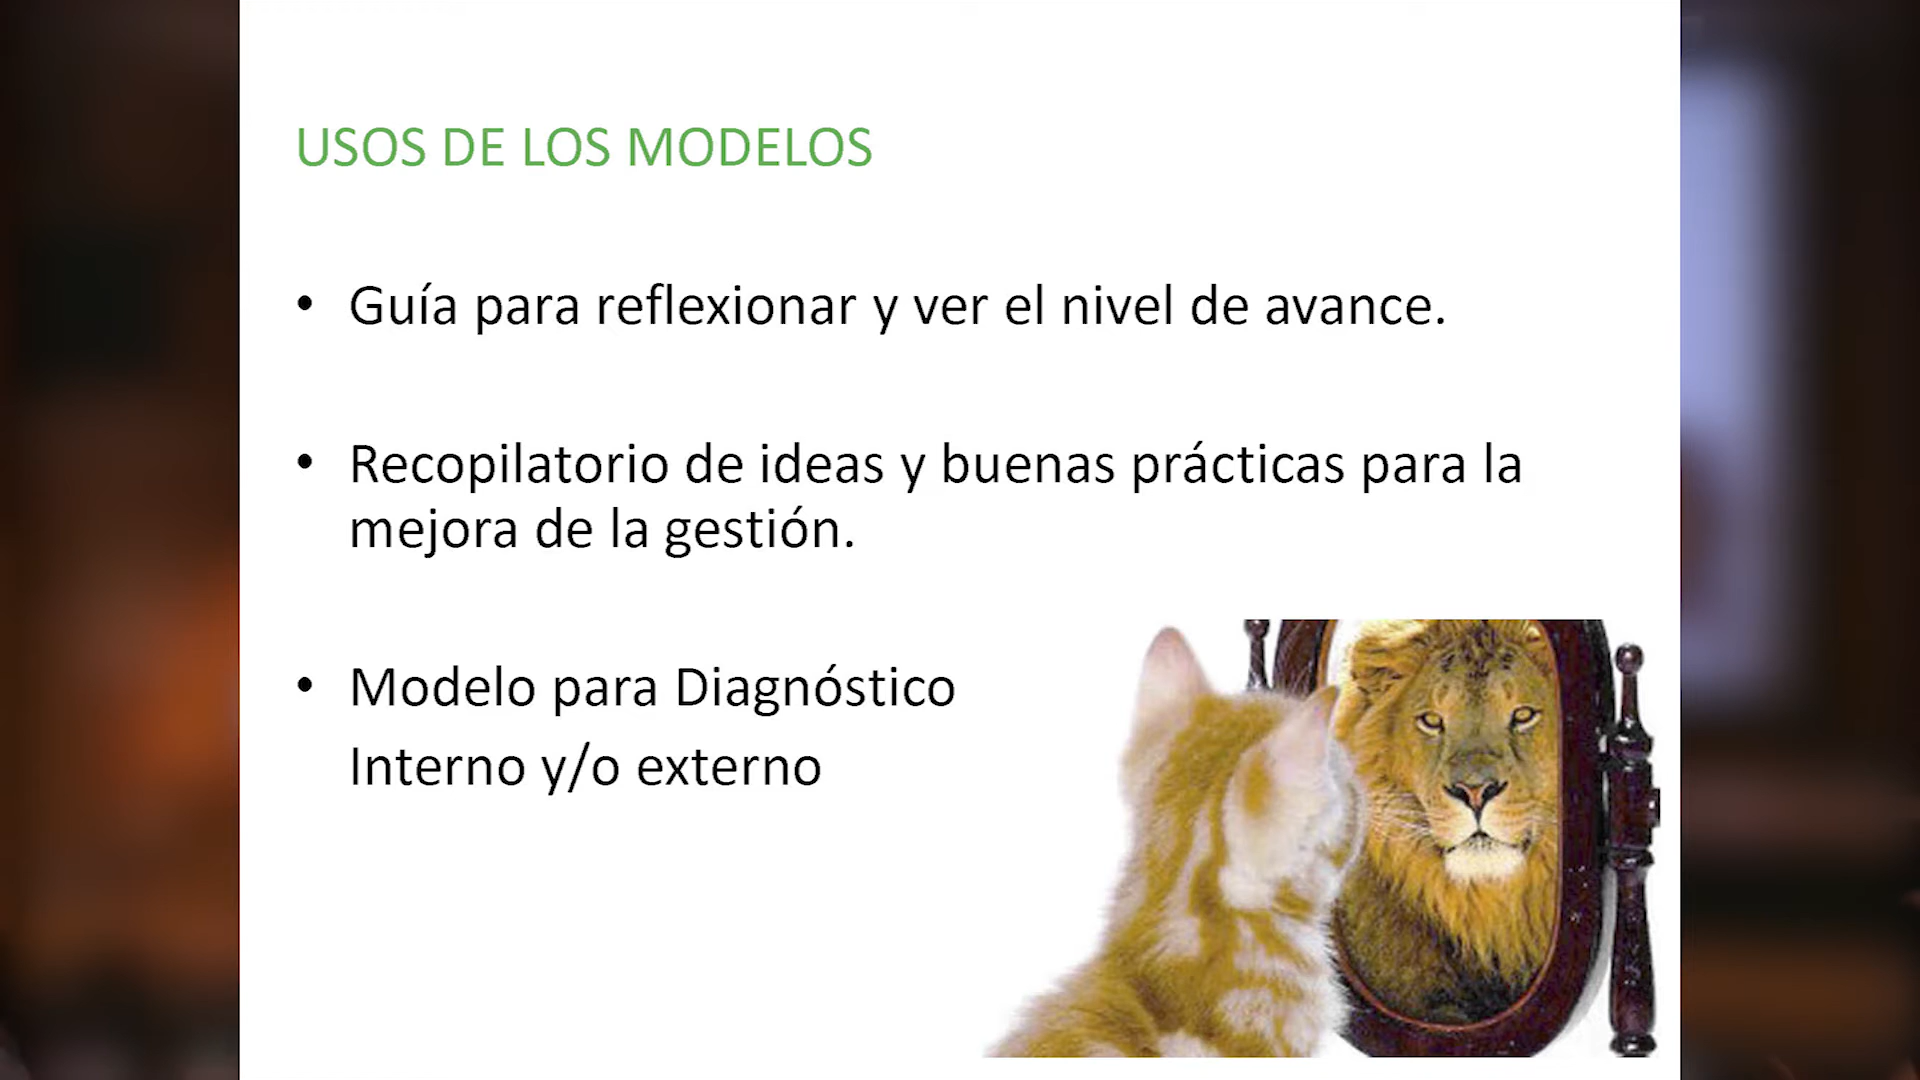 USOS DE LOS MODELOS
• Guía para reflexionar y ver el nivel de avance.
• Recopilatorio de ideas y buenas prácticas para la
mejora de la gestión.
• Modelo para Diagnóstico
Interno y/o externo